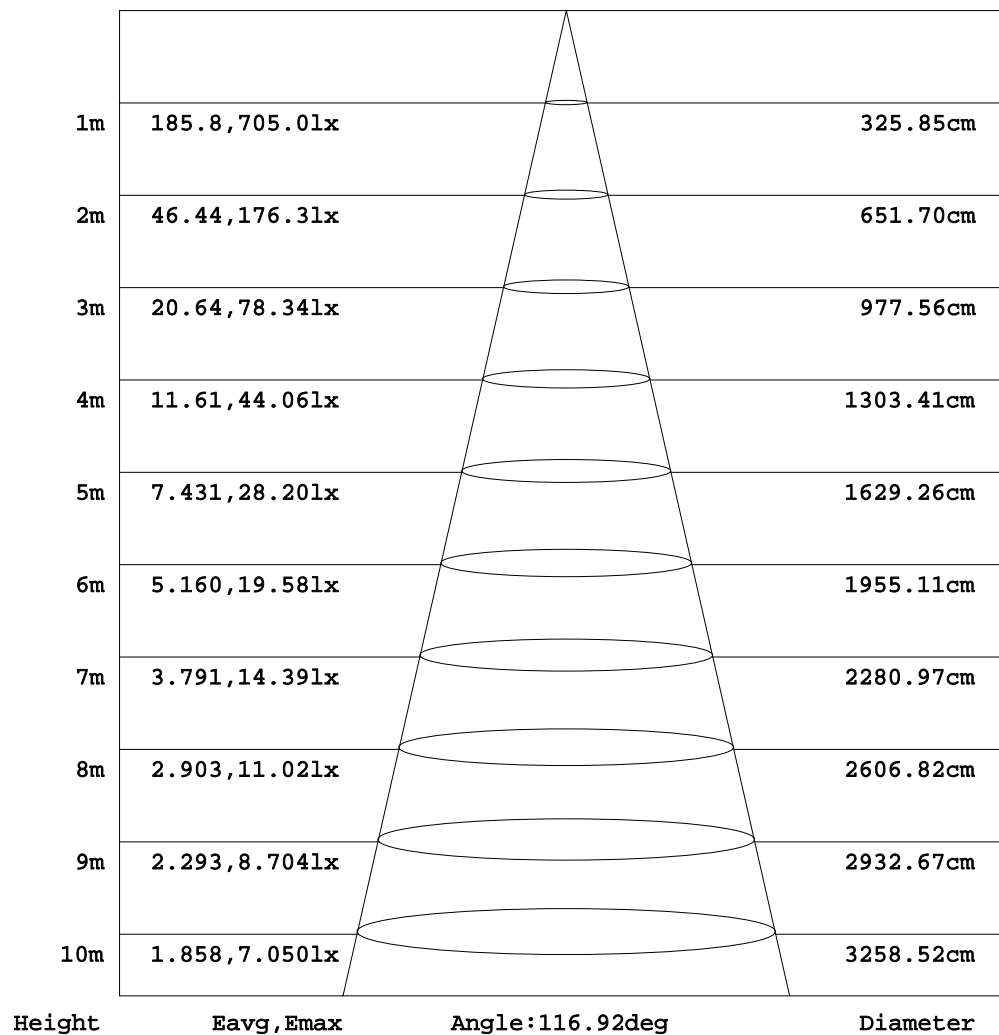 1m 185.8,705.0lx 325.85cm
2m 46.44,176.3lx 651.70cm
3m 20.64,78.34lx 977.56cm
4m 11.61,44.06lx 1303.41cm
5m 7.431,28.20lx 1629.26cm
6m 5.160,19.58lx 1955.11cm
7m 3.791,14.39lx 2280.97cm
8m 2.903,11.02lx 2606.82cm
9m 2.293,8.704lx 2932.67cm
10m 1.858,7.050lx 3258.52cm
Height Eavg,Emax Angle:116.92deg Diameter